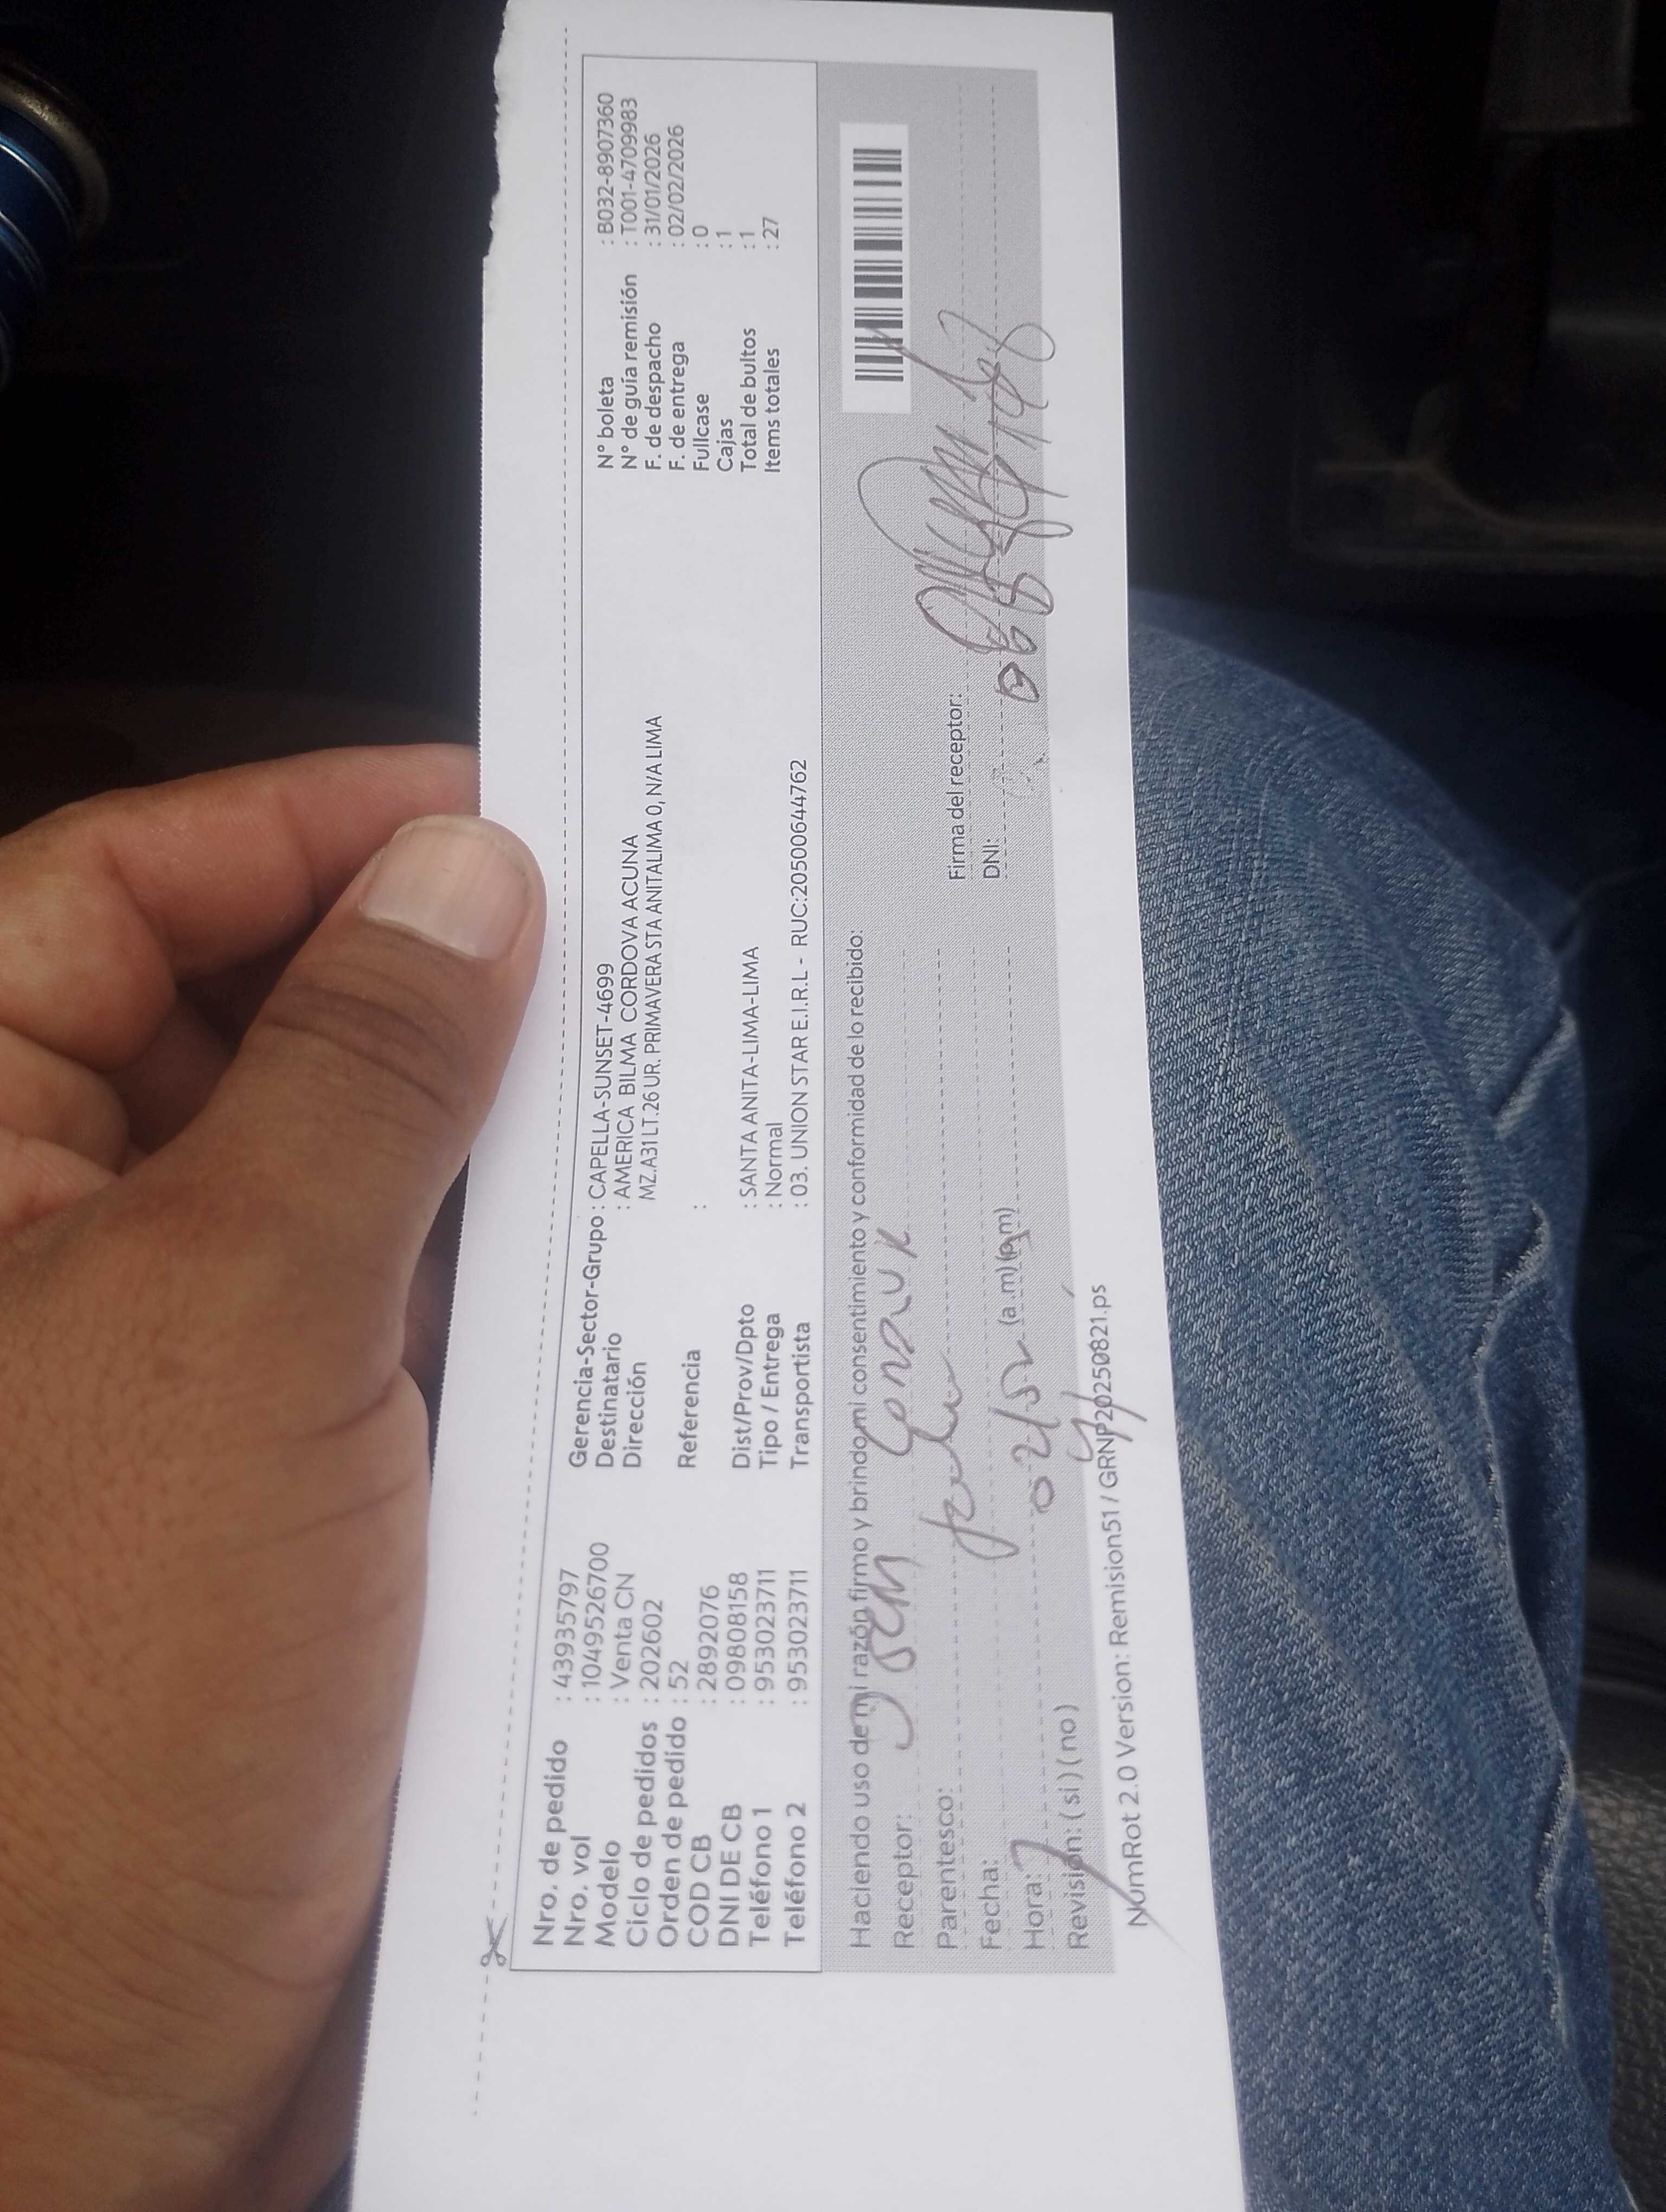 Nro. de pedido : 43935797
Nro. vol : 1049526700
Modelo : Venta CN
Ciclo de pedidos : 202602
Orden de pedido : 52
COD CB : 2892076
DNI DE CB : 09808158
Teléfono 1 : 953023711
Teléfono 2 : 953023711
Gerencia-Sector-Grupo : CAPELLA-SUNSET-4699
Destinatario : AMERICA BILMA CORDOVA ACUNA
Dirección MZ.A31 LT.26 UR. PRIMAVERA STA ANITALIMA 0, N/A LIMA
Referencia :
Dist/Prov/Dpto : SANTA ANITA-LIMA-LIMA
Tipo / Entrega : Normal
Transportista : 03. UNION STAR E.I.R.L - RUC:20500644762
N° boleta : B032-8907360
N° de guía remisión : T001-4709983
F. de despacho : 31/01/2026
F. de entrega : 02/02/2026
Fullcase : 0
Cajas : 1
Total de bultos : 1
Items totales : 27
Haciendo uso de mi razón firmo y brindo mi consentimiento y conformidad de lo recibido:
Receptor:
Parentesco:
Fecha:
Hora: (a.m) (p.m)
Revisión: (si) (no)
Firma del receptor:
DNI:
NumRot 2.0 Version: Remision51 / GRNP20250821.ps